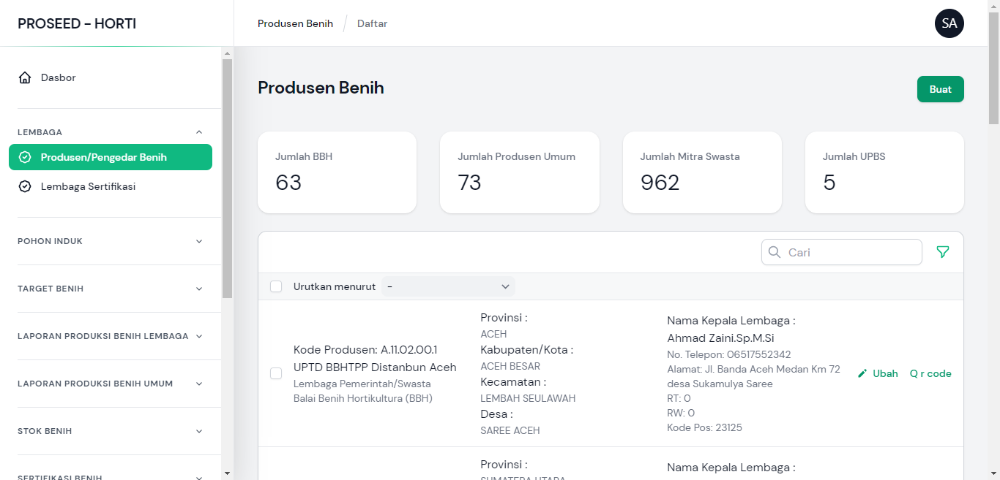 PROSEED - HORTI
Produsen Benih / Daftar
SA
Dasbor
LEMBAGA
Produsen/Pengedar Benih
Lembaga Sertifikasi
POHON INDUK
TARGET BENIH
LAPORAN PRODUKSI BENIH LEMBAGA
LAPORAN PRODUKSI BENIH UMUM
STOK BENIH
SERTIFIKASI BENIH
Produsen Benih
Buat
Jumlah BBH
63
Jumlah Produsen Umum
73
Jumlah Mitra Swasta
962
Jumlah UPBS
5
Cari
Urutkan menurut -
Kode Produsen: A.11.02.00.1
UPTD BBHTPP Distanbun Aceh
Lembaga Pemerintah/Swasta
Balai Benih Hortikultura (BBH)
Provinsi :
ACEH
Kabupaten/Kota :
ACEH BESAR
Kecamatan :
LEMBAH SEULAWAH
Desa :
SAREE ACEH
Nama Kepala Lembaga :
Ahmad Zaini.Sp.M.Si
No. Telepon: 06517552342
Alamat: Jl. Banda Aceh Medan Km 72
desa Sukamulya Saree
RT: 0
RW: 0
Kode Pos: 23125
Ubah
Q r code
Provinsi :
SUMATERA UTARA
Nama Kepala Lembaga :